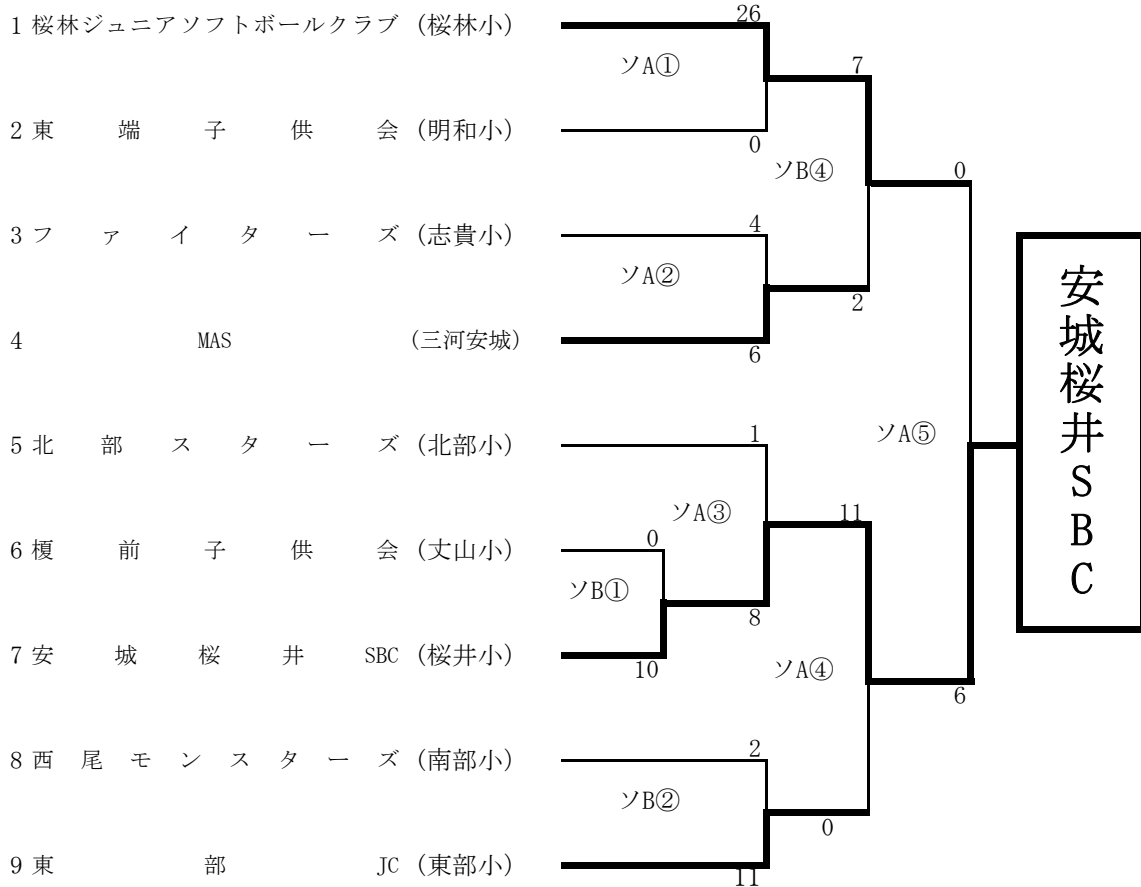 1 桜林ジュニアソフトボールクラブ (桜林小) 26
ソA① 7
2 東端子供会 (明和小) 0
ソB④ 0
3 ファイターズ (志貴小) 4
ソA② 2
4 MAS (三河安城) 6
5 北部スターズ (北部小) 1
ソA⑤
ソA③ 11
6 榎前子供会 (丈山小) 0
ソB① 8
7 安城桜井SBC (桜井小) 10
ソA④ 6
8 西尾モンスターズ (南部小) 2
ソB② 0
9 東部JC (東部小) 11
安城桜井SBC